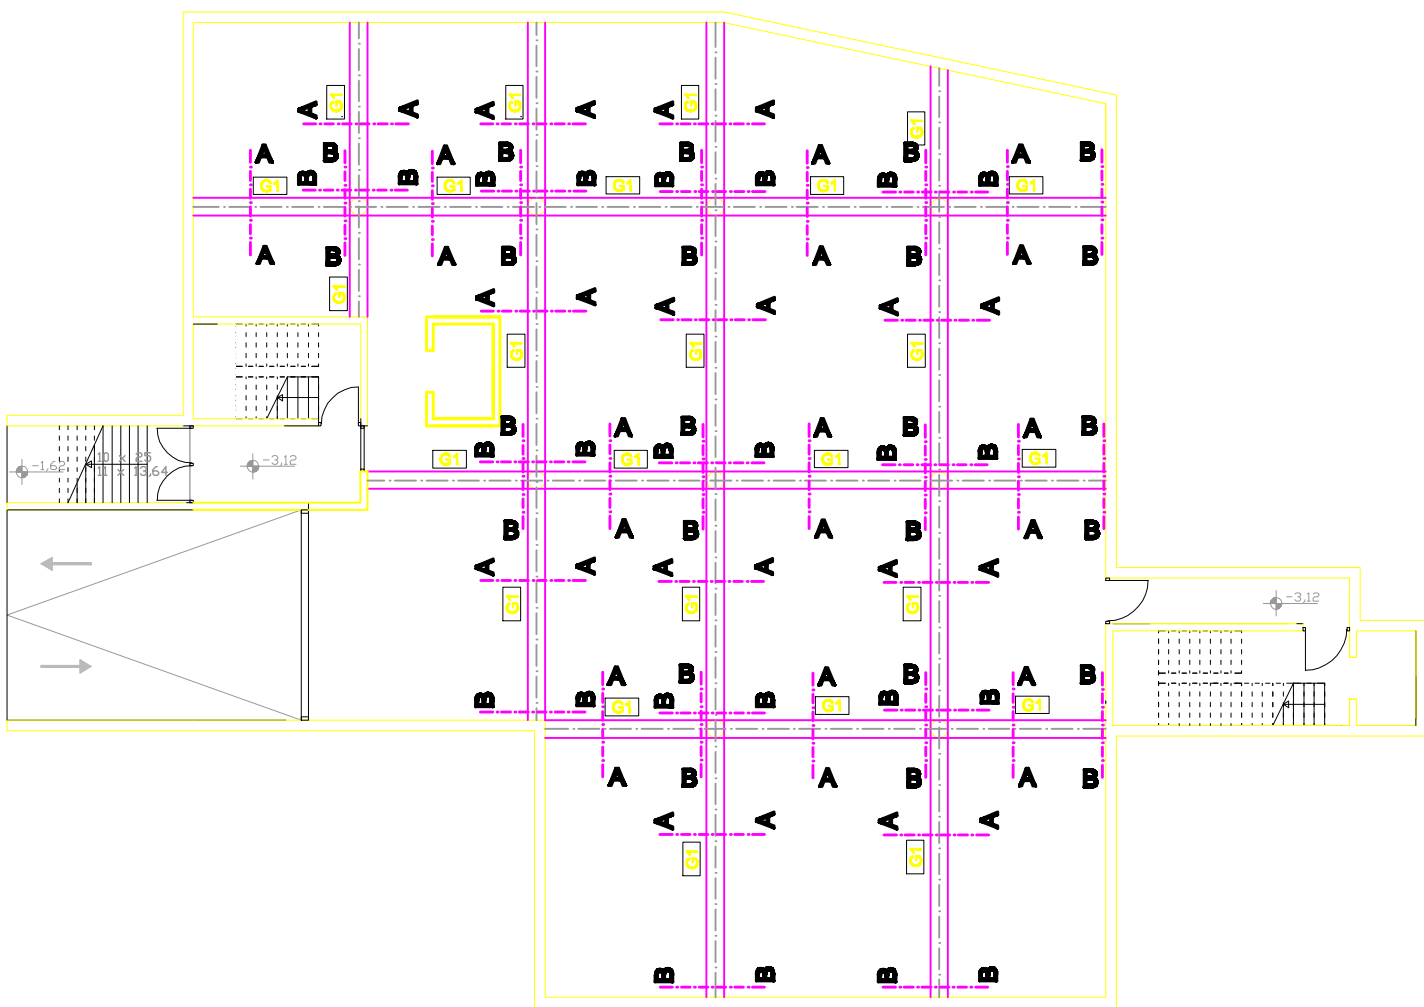 A A A A A A
G1 G1 G1
G1
A B B A B B A B A B
B B B B B B B B
G1 G1 G1 G1 G1
A B A B B A B A B
G1
A A A A A A
G1 G1 G1
B A B A B A B
B B B B B B
G1 G1 G1 G1
-1,62
10 x 25
11 x 13,64
-3,12
B A B A B A B
A A A A A A
G1 G1 G1
-3,12
A B A B A B
B B B B B B
G1 G1 G1
A B A B A B
A A A A
G1 G1
B B B B